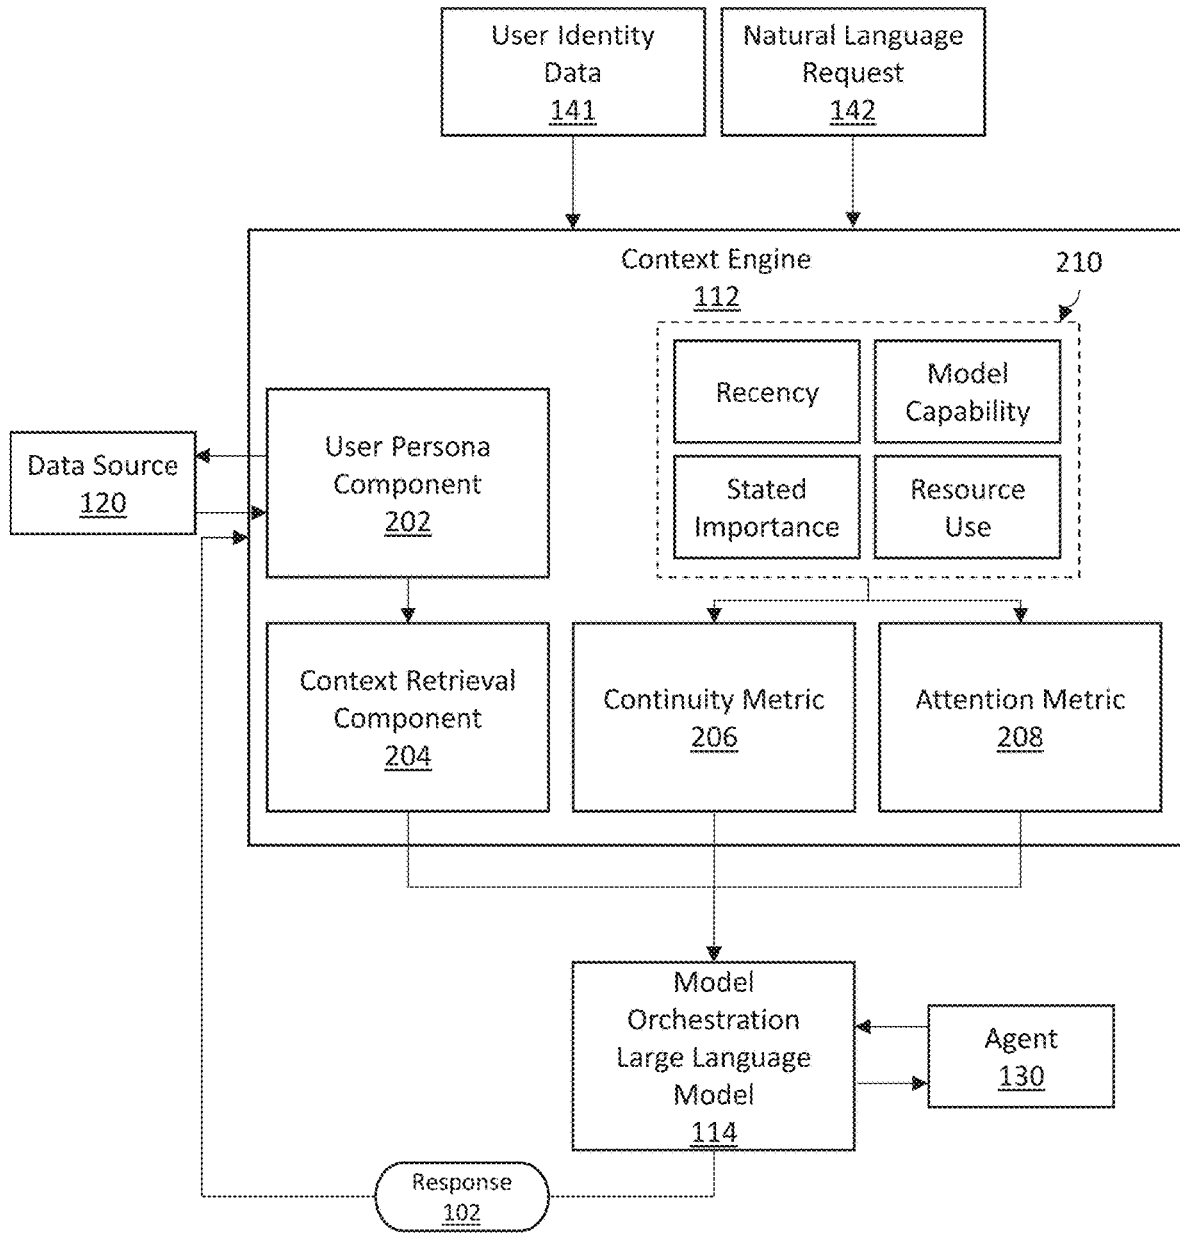 User Identity
Data
141
Natural Language
Request
142
Context Engine
112
210
Recency
Model
Capability
Stated
Importance
Resource
Use
User Persona
Component
202
Data Source
120
Context Retrieval
Component
204
Continuity Metric
206
Attention Metric
208
Model
Orchestration
Large Language
Model
114
Agent
130
Response
102